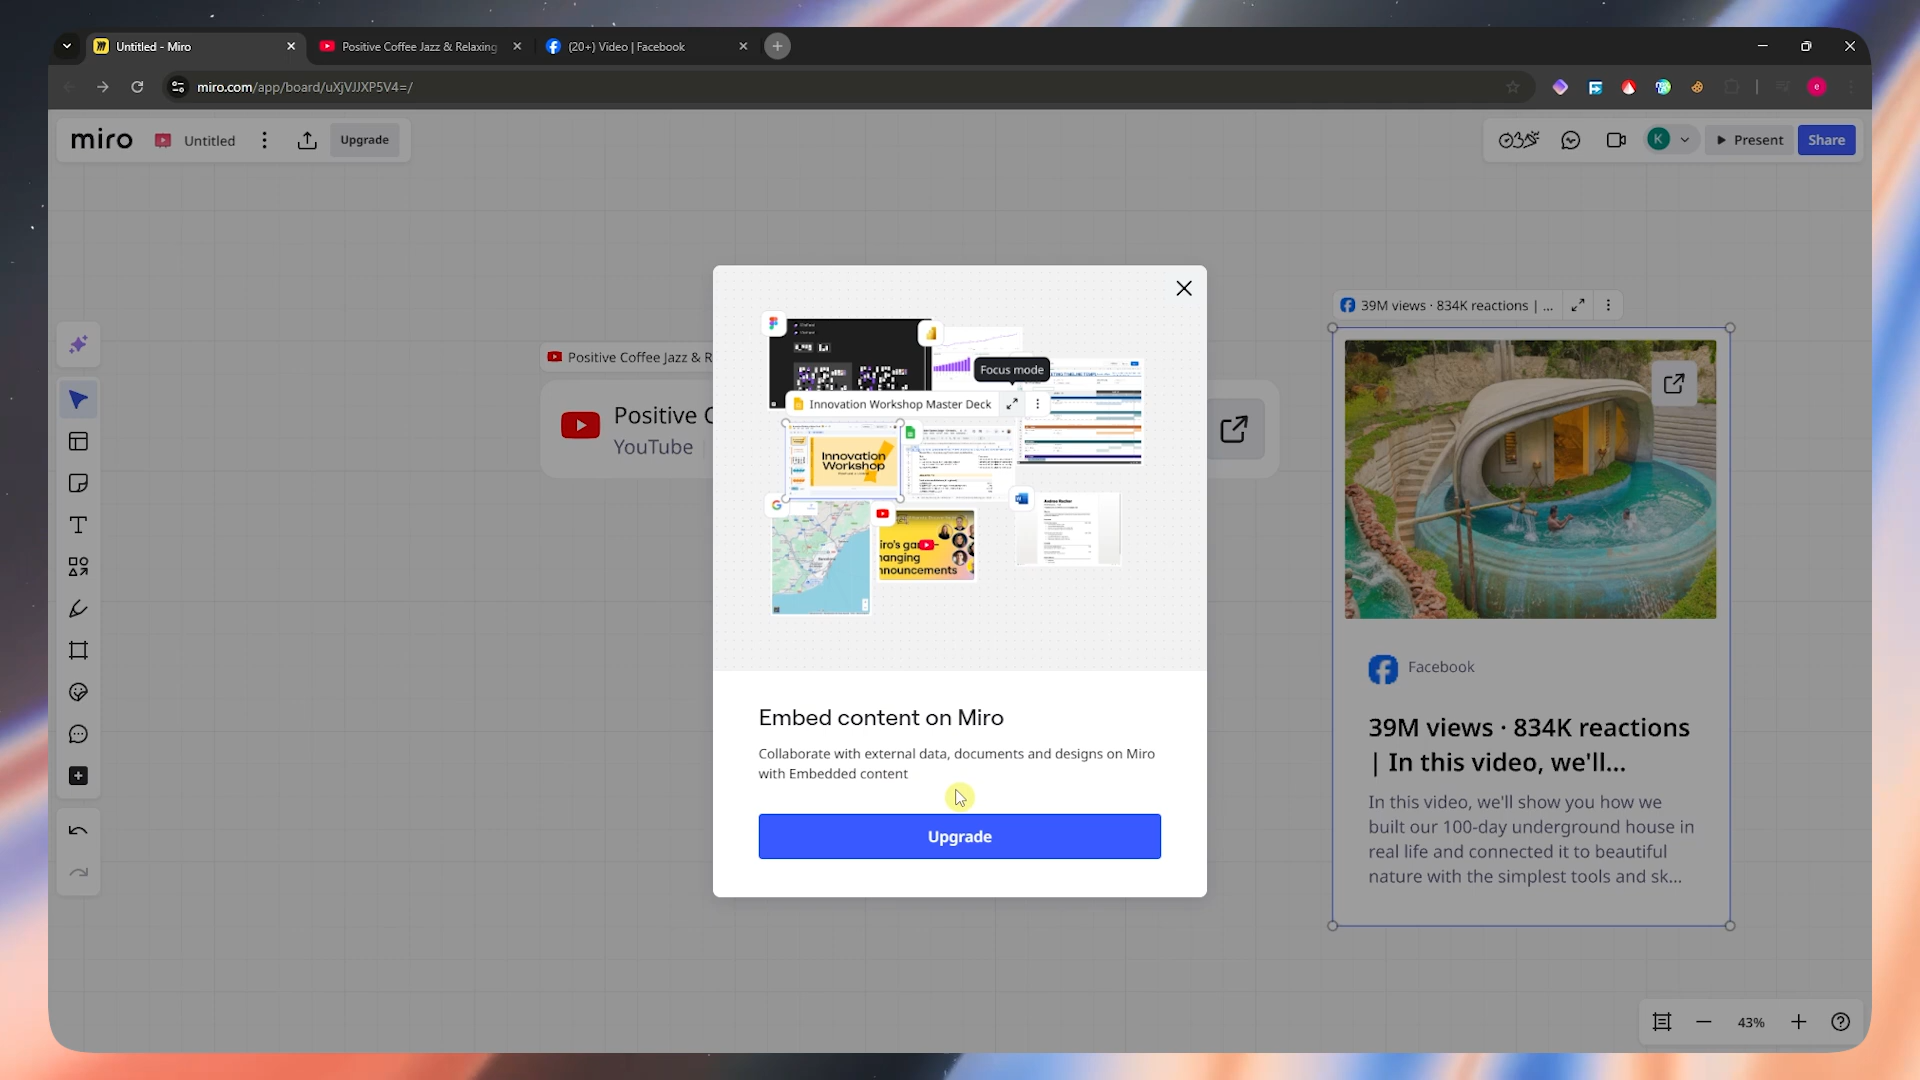 Untitled - Miro
Positive Coffee Jazz & Relaxing
(20+) Video | Facebook
miro.com/app/board/uXjVJJXP5V4=/
miro
Untitled
Upgrade
K
Present
Share
e
Positive Coffee Jazz & R
Positive C
YouTube
Focus mode
Innovation Workshop Master Deck
Innovation
Workshop
iro's ga
hanging
nnouncements
Embed content on Miro
Collaborate with external data, documents and designs on Miro
with Embedded content
Upgrade
39M views · 834K reactions | ...
Facebook
39M views · 834K reactions
| In this video, we'll...
In this video, we'll show you how we
built our 100-day underground house in
real life and connected it to beautiful
nature with the simplest tools and sk...
43%